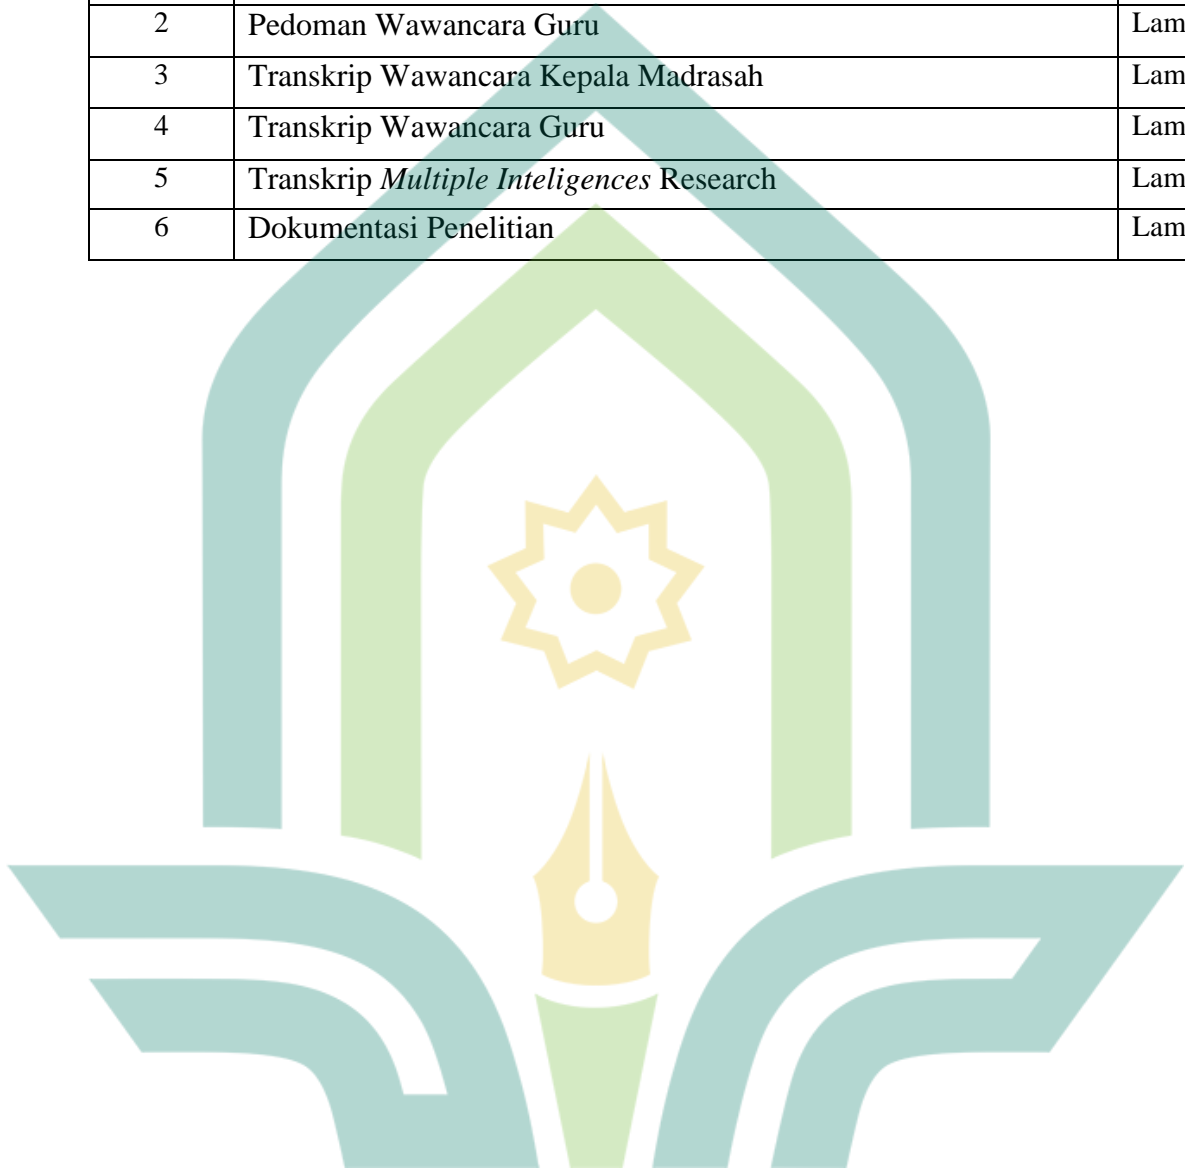 2 Pedoman Wawancara Guru Lam
3 Transkrip Wawancara Kepala Madrasah Lam
4 Transkrip Wawancara Guru Lam
5 Transkrip Multiple Inteligences Research Lam
6 Dokumentasi Penelitian Lam